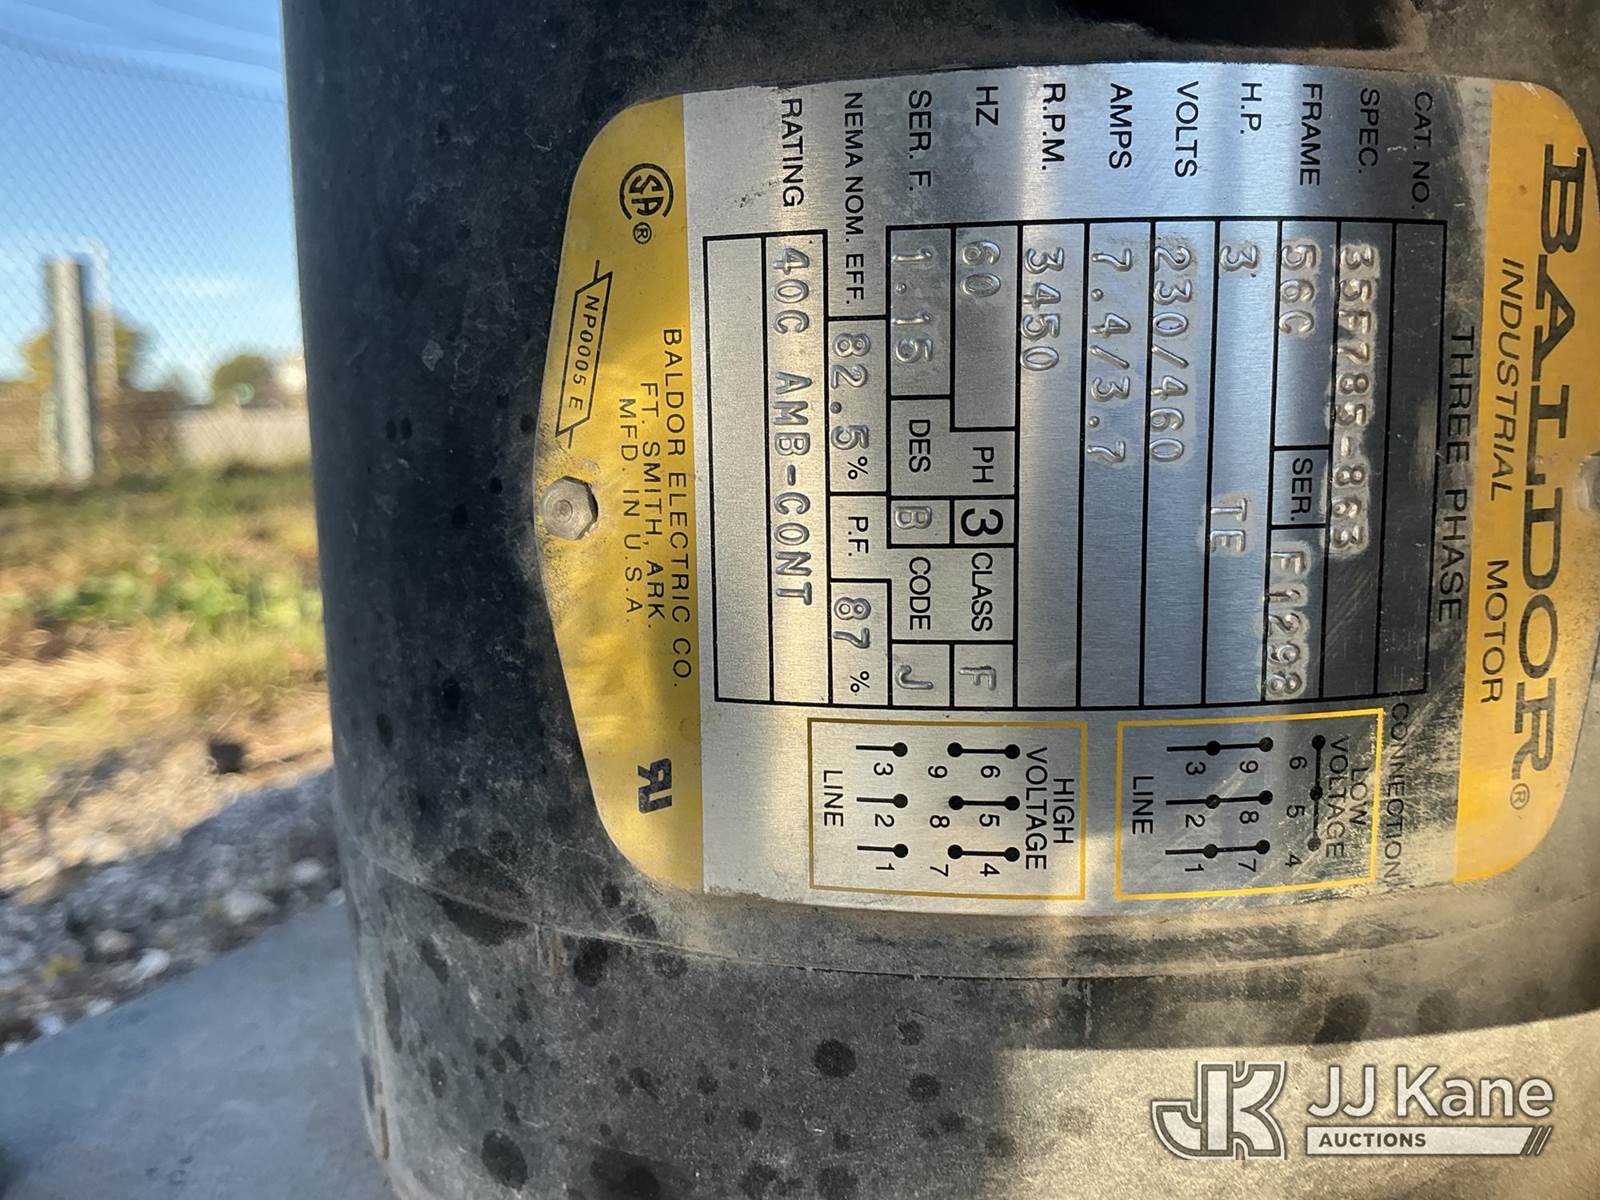 BALDOR®
INDUSTRIAL MOTOR
THREE PHASE
CAT. NO.
SPEC. 35F785-863
FRAME 56C SER. F1298
H.P. 3 TE
VOLTS 230/460
AMPS 7.4/3.7
R.P.M. 3450
HZ 60 PH 3 CLASS F
SER. F. 1.15 DES B CODE J
NEMA NOM. EFF. 82.5 % P.F. 87 %
RATING 40C AMB-CONT
CONNECTION
LOW
VOLTAGE
6 5 4
9 8 7
3 2 1
LINE
HIGH
VOLTAGE
6 5 4
9 8 7
3 2 1
LINE
SA®
NP0005 E
BALDOR ELECTRIC CO.
FT. SMITH, ARK.
MFD. IN U.S.A.
JK JJ Kane
AUCTIONS